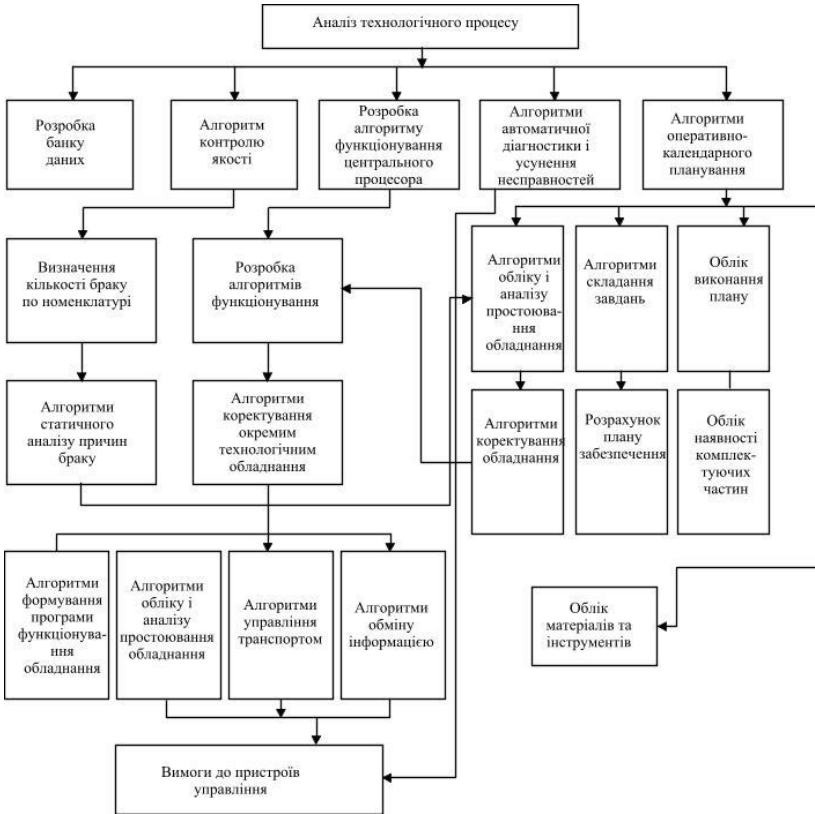 Аналіз технологічного процесу
Розробка
банку
даних
Алгоритм
контролю
якості
Розробка
алгоритму
функціонування
центрального
процесора
Алгоритми
автоматичної
діагностики і
усунення
несправностей
Алгоритми
оперативно-
календарного
планування
Визначення
кількості браку
по номенклатурі
Розробка
алгоритмів
функціонування
Алгоритми
обліку і
аналізу
простоюва-
ння
обладнання
Алгоритми
складання
завдань
Облік
виконання
плану
Алгоритми
статичного
аналізу причин
браку
Алгоритми
коректування
окремим
технологічним
обладнання
Алгоритми
коректування
обладнання
Розрахунок
плану
забезпечення
Облік
наявності
комплек-
туючих
частин
Алгоритми
формування
програми
функціонува-
ння
обладнання
Алгоритми
обліку і
аналізу
простоювання
обладнання
Алгоритми
управління
транспортом
Алгоритми
обміну
інформацією
Облік
матеріалів та
інструментів
Вимоги до пристроїв
управління